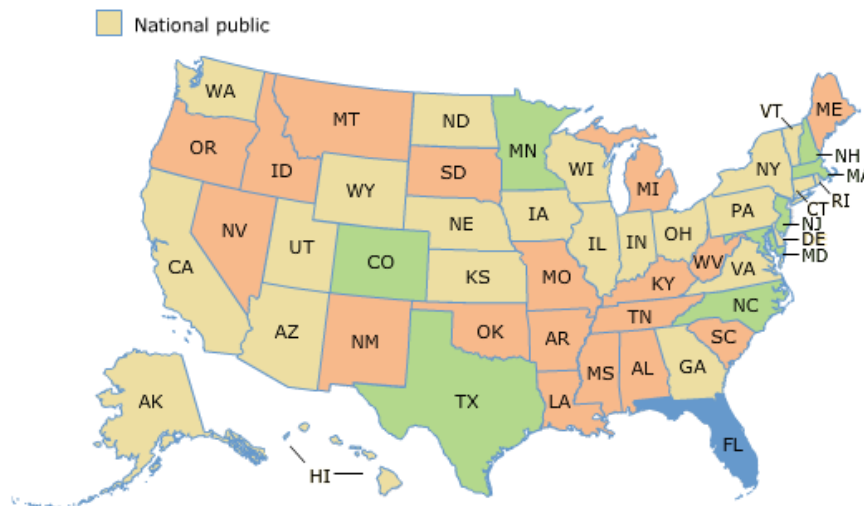 National public
WA
MT
ND
MN
VT
ME
OR
ID
SD
WI
NY
NH
MA
WY
MI
RI
CT
NV
NE
IA
PA
NJ
UT
IL
IN
OH
DE
CA
CO
KS
MO
WV
VA
MD
KY
NC
AZ
NM
OK
AR
TN
SC
MS
AL
GA
AK
TX
LA
FL
HI